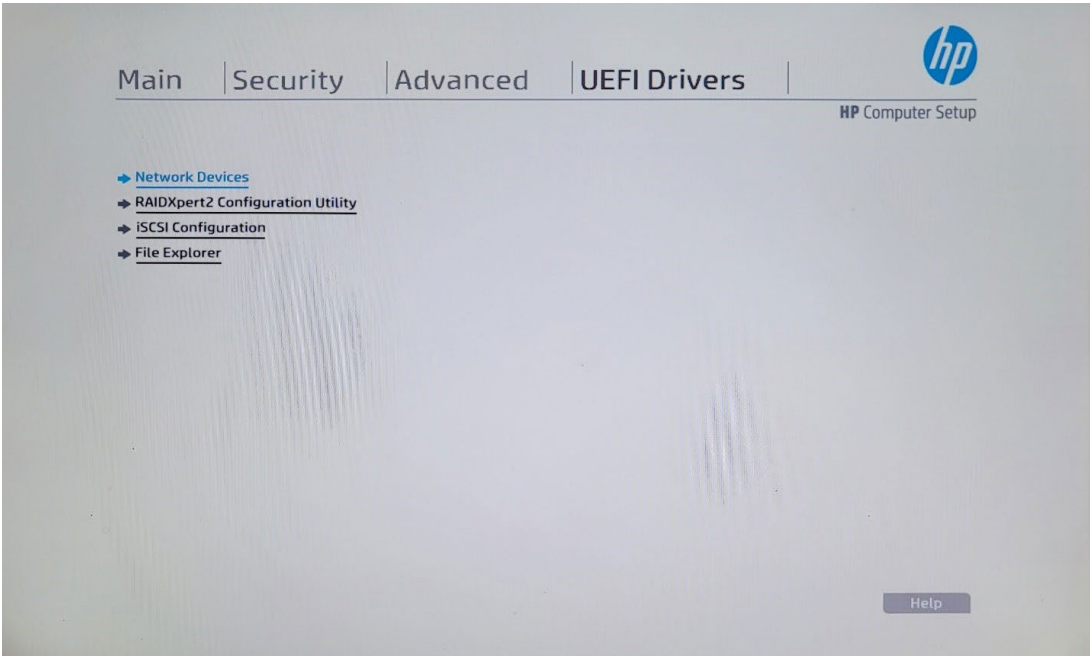 hp
Main Security Advanced UEFI Drivers
HP Computer Setup
Network Devices
RAIDXpert2 Configuration Utility
iSCSI Configuration
File Explorer
Help